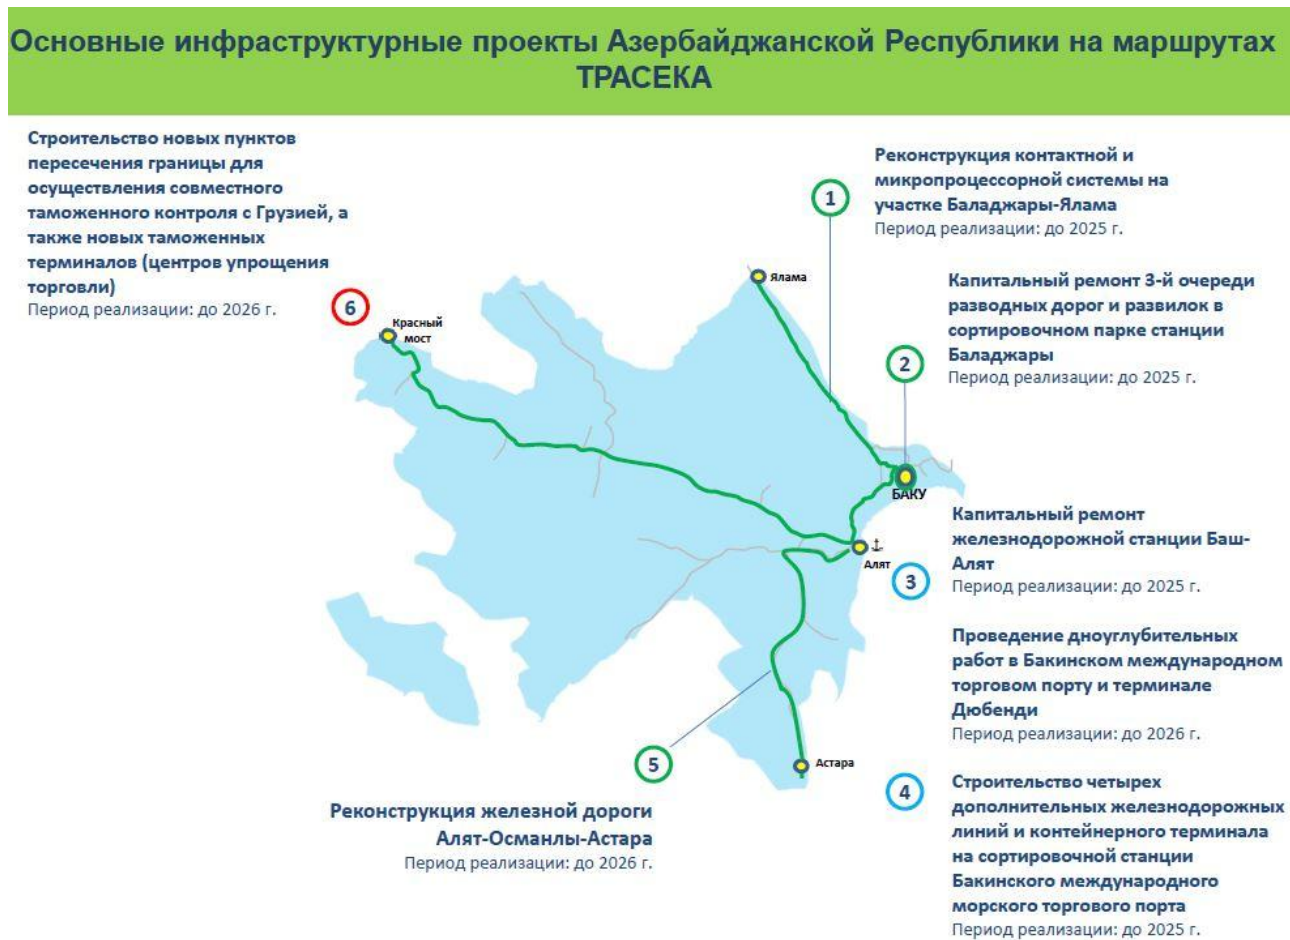 Основные инфраструктурные проекты Азербайджанской Республики на маршрутах
ТРАСЕКА
Строительство новых пунктов
пересечения границы для
осуществления совместного
таможенного контроля с Грузией, а
также новых таможенных
терминалов (центров упрощения
торговли)
Период реализации: до 2026 г.
6
Красный
мост
1
Реконструкция контактной и
микропроцессорной системы на
участке Баладжары-Ялама
Период реализации: до 2025 г.
Ялама
2
Капитальный ремонт 3-й очереди
разводных дорог и развилок в
сортировочном парке станции
Баладжары
Период реализации: до 2025 г.
БАКУ
Алят
3
Капитальный ремонт
железнодорожной станции Баш-
Алят
Период реализации: до 2025 г.
Проведение дноуглубительных
работ в Бакинском международном
торговом порту и терминале
Дюбенди
Период реализации: до 2026 г.
4
Строительство четырех
дополнительных железнодорожных
линий и контейнерного терминала
на сортировочной станции
Бакинского международного
морского торгового порта
Период реализации: до 2025 г.
Астара
5
Реконструкция железной дороги
Алят-Османлы-Астара
Период реализации: до 2026 г.